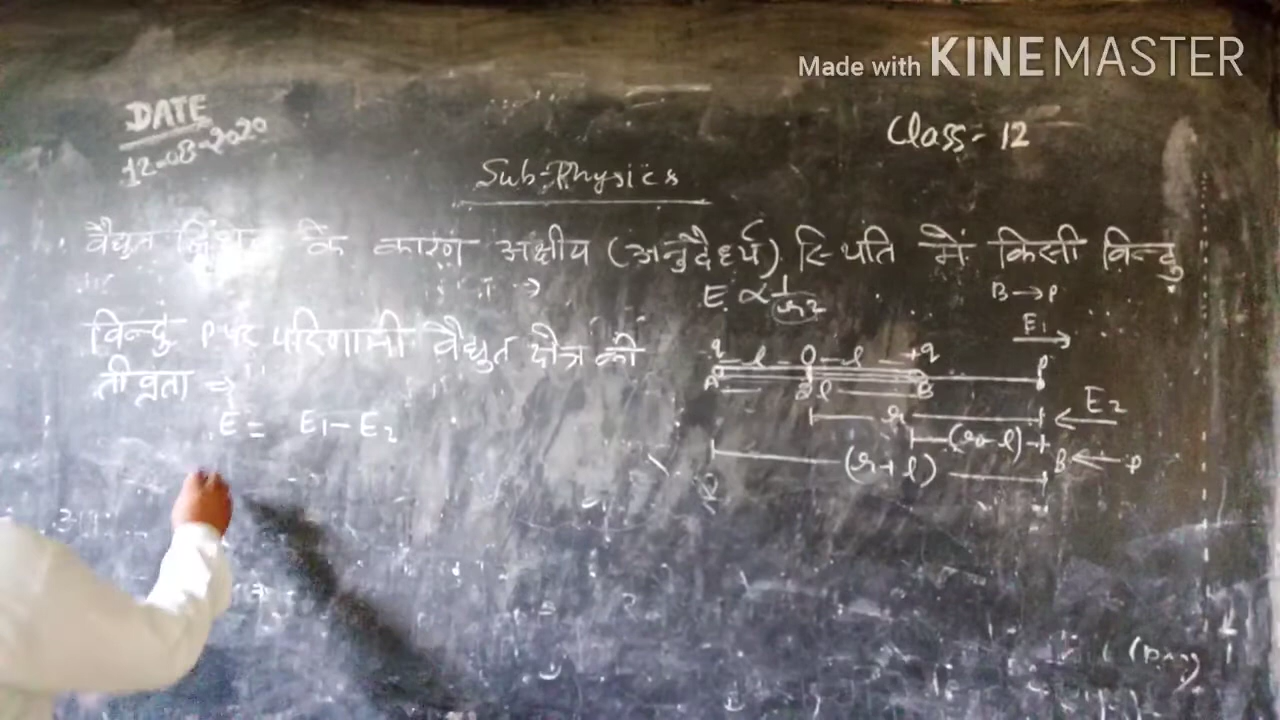 Made with KINEMASTER
DATE
12-08-2020
Class- 12
Sub-Physics
वैद्युत के कारण अक्षीय (अनुदैर्ध्य) स्थिति में किसी विन्दु
E ∝ 1/r2
B→P
विन्दु P पर परिणामी वैद्युत क्षेत्र की
तीव्रता ⇒
E = E1 - E2
E1
q l O l q P
A 2l B
r E2
(r-l)
(r+l) B ← P